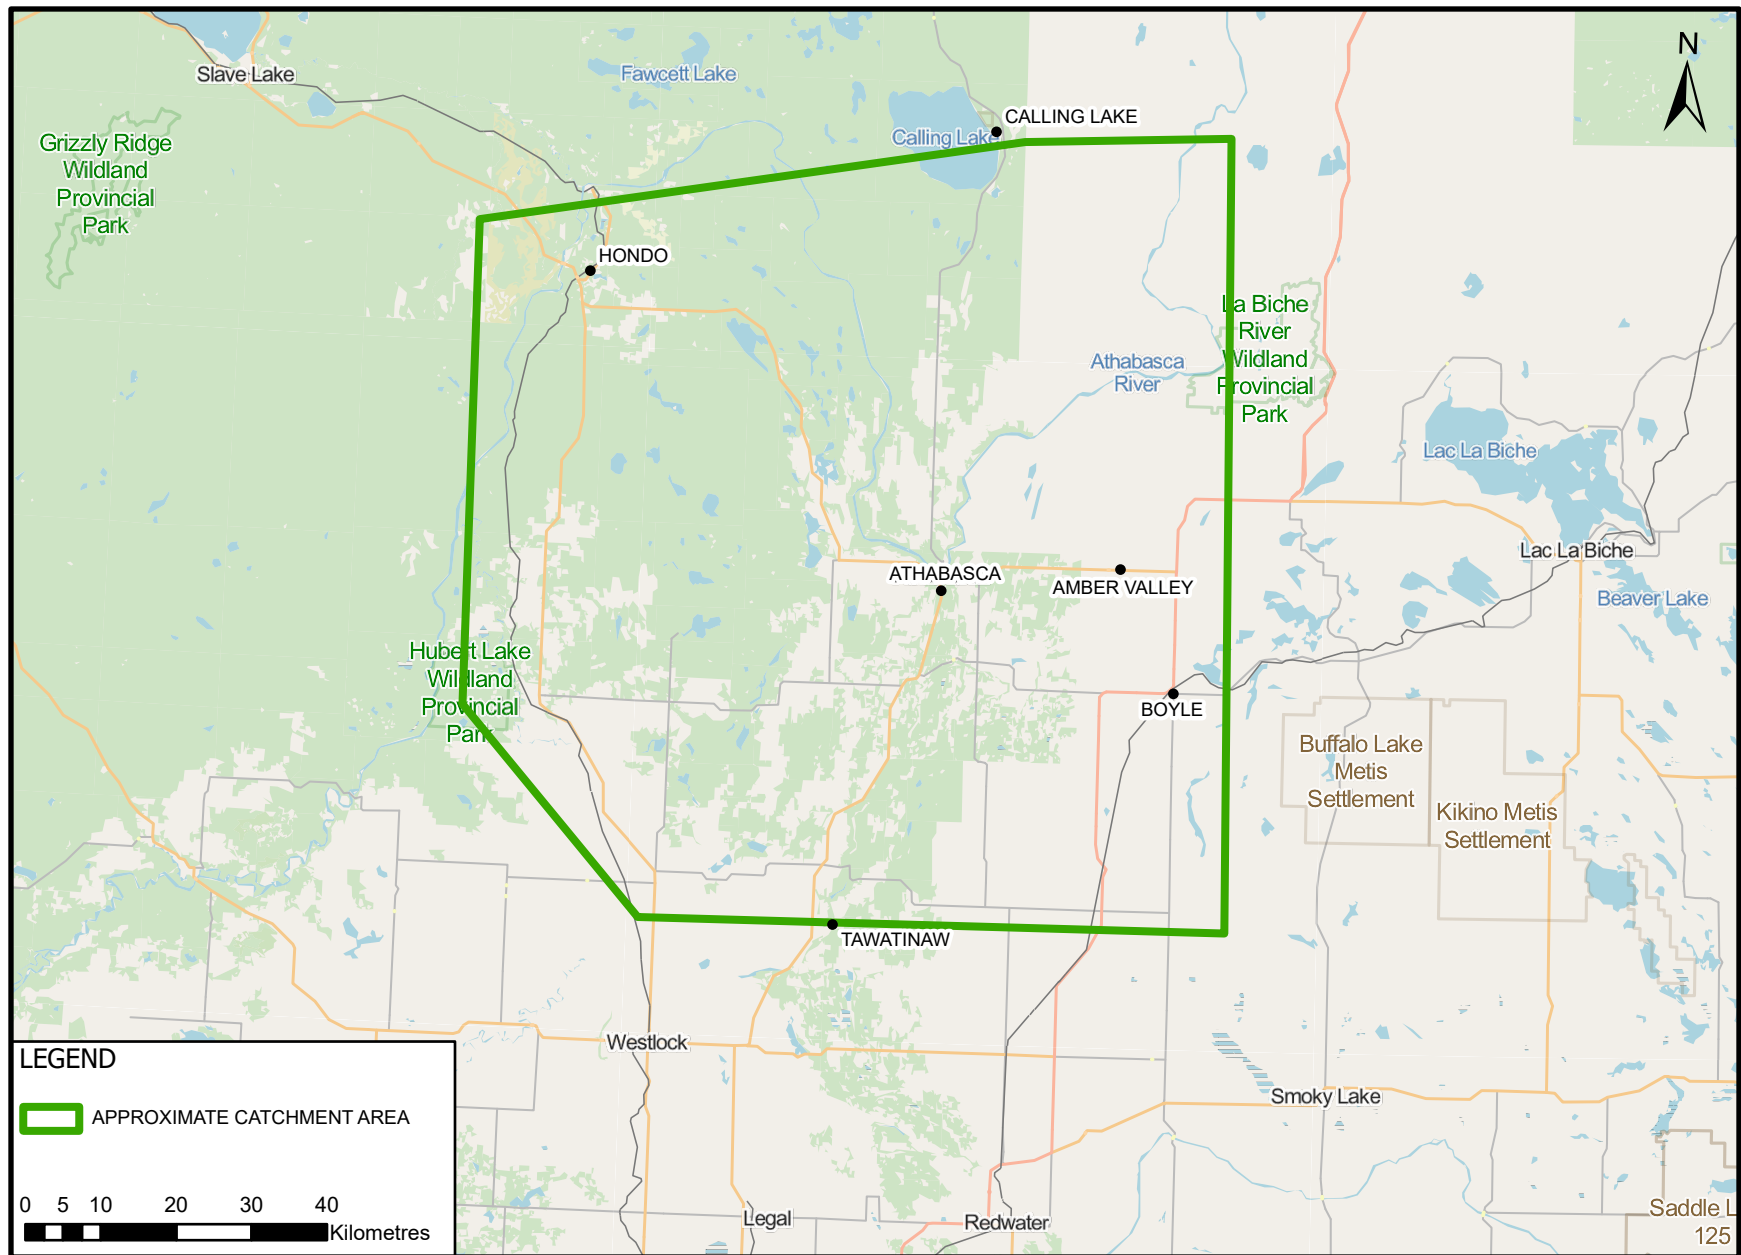 N
Slave Lake
Fawcett Lake
CALLING LAKE
Calling Lake
Grizzly Ridge
Wildland
Provincial
Park
HONDO
La Biche
River
Wildland
Provincial
Park
Athabasca
River
Lac La Biche
Lac La Biche
ATHABASCA
AMBER VALLEY
Beaver Lake
Hubert Lake
Wildland
Provincial
Park
BOYLE
Buffalo Lake
Metis
Settlement
Kikino Metis
Settlement
TAWATINAW
Westlock
Smoky Lake
LEGEND
APPROXIMATE CATCHMENT AREA
0 5 10 20 30 40
Kilometres
Legal
Redwater
Saddle L
125